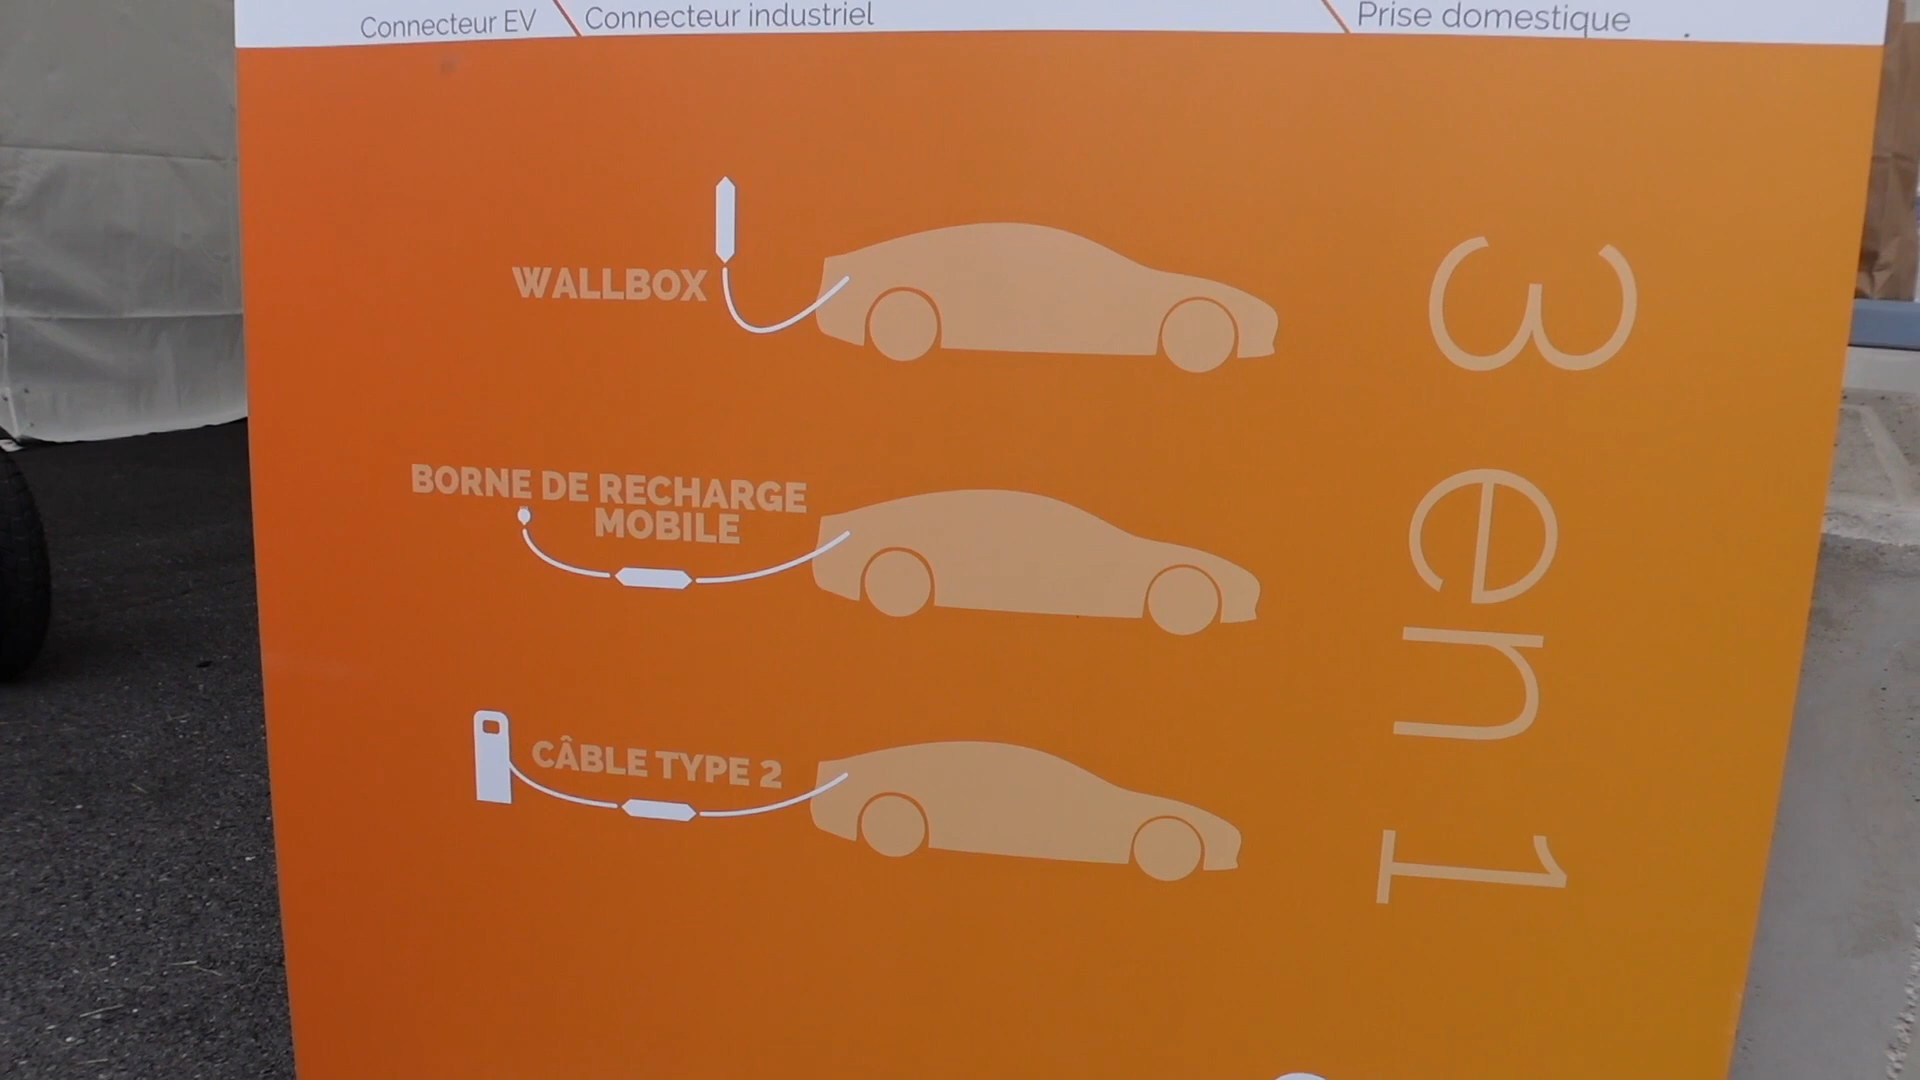 Connecteur EV
Connecteur industriel
Prise domestique
WALLBOX
BORNE DE RECHARGE
MOBILE
CÂBLE TYPE 2
3 en 1